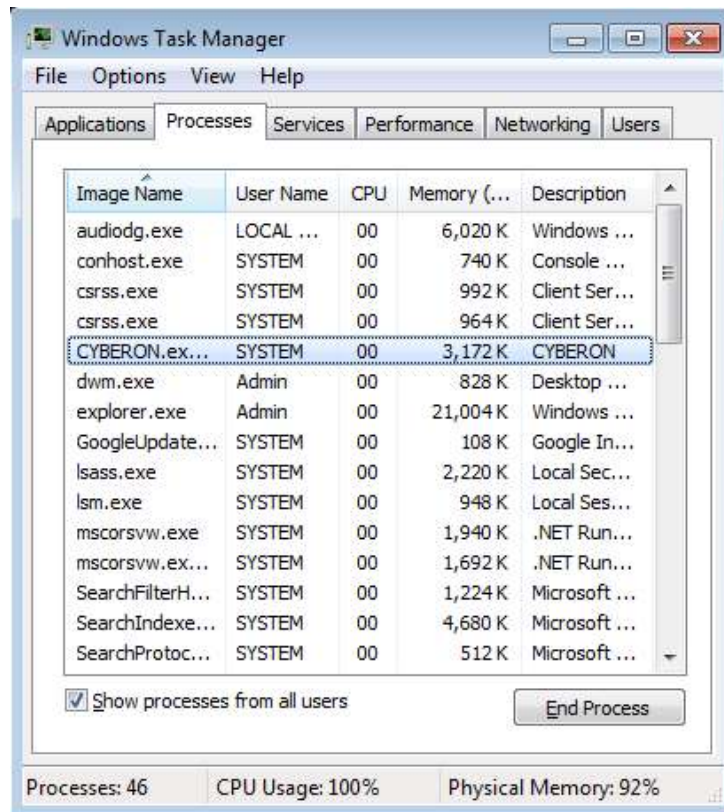 Windows Task Manager
File Options View Help
Applications Processes Services Performance Networking Users
Image Name User Name CPU Memory (... Description
audiodg.exe LOCAL ... 00 6,020 K Windows ...
conhost.exe SYSTEM 00 740 K Console ...
csrss.exe SYSTEM 00 992 K Client Ser...
csrss.exe SYSTEM 00 964 K Client Ser...
CYBERON.ex... SYSTEM 00 3,172 K CYBERON
dwm.exe Admin 00 828 K Desktop ...
explorer.exe Admin 00 21,004 K Windows ...
GoogleUpdate... SYSTEM 00 108 K Google In...
lsass.exe SYSTEM 00 2,220 K Local Sec...
lsm.exe SYSTEM 00 948 K Local Ses...
mscorsvw.exe SYSTEM 00 1,940 K .NET Run...
mscorsvw.ex... SYSTEM 00 1,692 K .NET Run...
SearchFilterH... SYSTEM 00 1,224 K Microsoft ...
SearchIndexe... SYSTEM 00 4,680 K Microsoft ...
SearchProtoc... SYSTEM 00 512 K Microsoft ...
Show processes from all users End Process
Processes: 46 CPU Usage: 100% Physical Memory: 92%